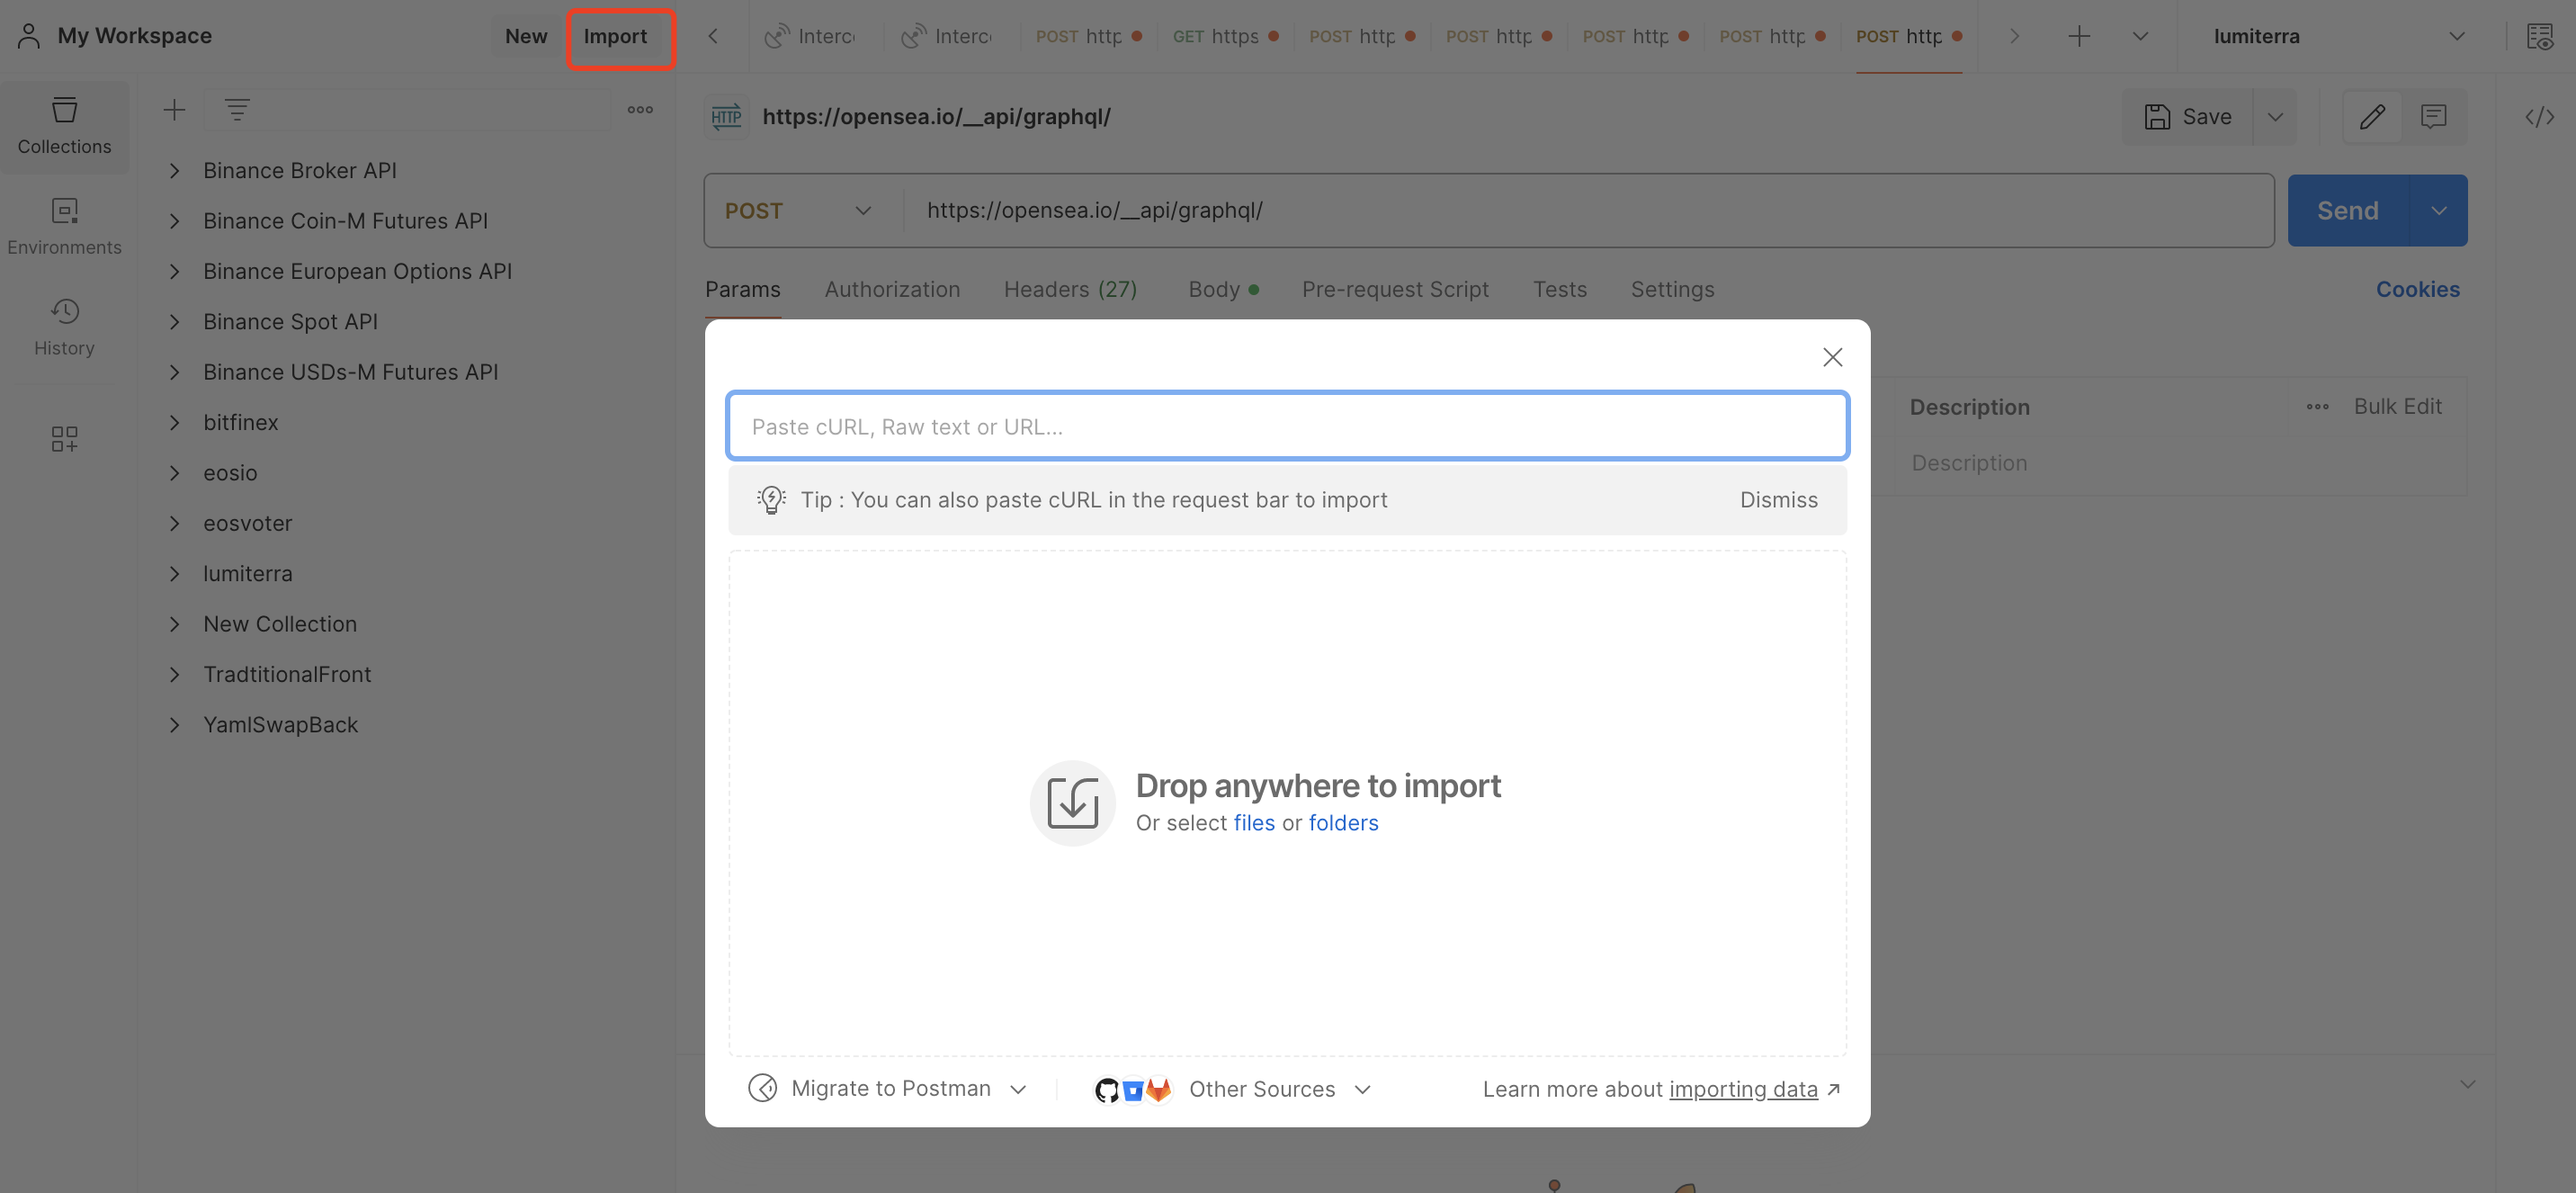 My Workspace
New
Import
Interc
Interc
POST http
GET https
POST http
POST http
POST http
POST http
POST http
lumiterra
Collections
Environments
History
Binance Broker API
Binance Coin-M Futures API
Binance European Options API
Binance Spot API
Binance USDs-M Futures API
bitfinex
eosio
eosvoter
lumiterra
New Collection
TradtitionalFront
YamlSwapBack
HTTP
https://opensea.io/__api/graphql/
Save
POST
https://opensea.io/__api/graphql/
Send
Params
Authorization
Headers (27)
Body
Pre-request Script
Tests
Settings
Cookies
Description
Bulk Edit
Description
Paste cURL, Raw text or URL...
Tip : You can also paste cURL in the request bar to import
Dismiss
Drop anywhere to import
Or select files or folders
Migrate to Postman
Other Sources
Learn more about importing data